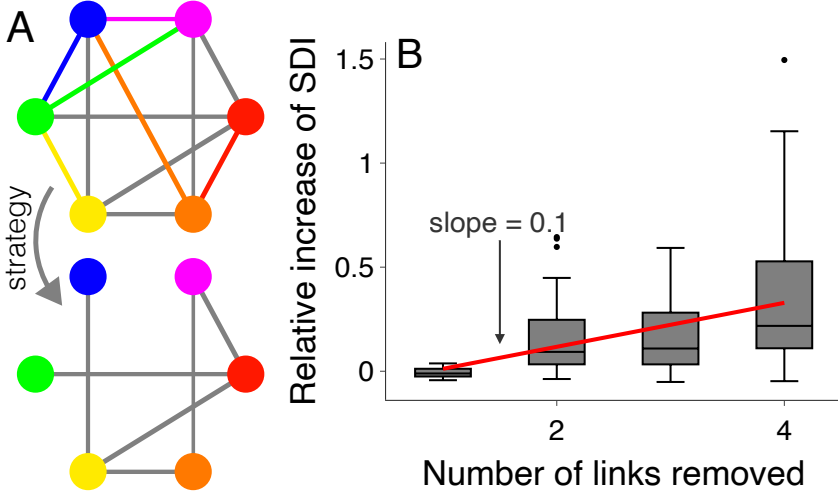 A
strategy
B
Relative increase of SDI
1.5
1
0.5
0
slope = 0.1
2
4
Number of links removed